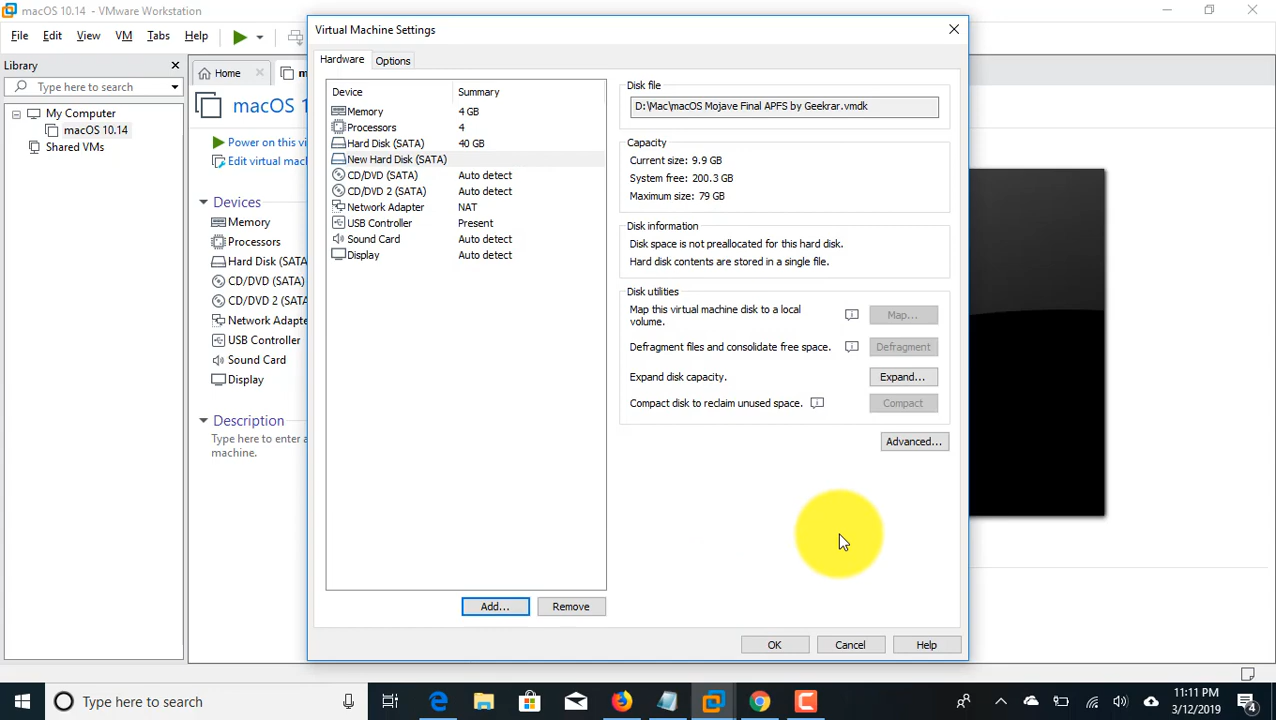 macOS 10.14 - VMware Workstation
File Edit View VM Tabs Help
Library
Type here to search
My Computer
macOS 10.14
Shared VMs
Home
macOS 1
Power on this vi
Edit virtual mach
Devices
Memory
Processors
Hard Disk (SATA)
CD/DVD (SATA)
CD/DVD 2 (SATA
Network Adapte
USB Controller
Sound Card
Display
Description
Type here to enter a
machine.
Virtual Machine Settings
Hardware Options
Device Summary
Memory 4 GB
Processors 4
Hard Disk (SATA) 40 GB
New Hard Disk (SATA)
CD/DVD (SATA) Auto detect
CD/DVD 2 (SATA) Auto detect
Network Adapter NAT
USB Controller Present
Sound Card Auto detect
Display Auto detect
Add... Remove
Disk file
D:\Mac\macOS Mojave Final APFS by Geekrar.vmdk
Capacity
Current size: 9.9 GB
System free: 200.3 GB
Maximum size: 79 GB
Disk information
Disk space is not preallocated for this hard disk.
Hard disk contents are stored in a single file.
Disk utilities
Map this virtual machine disk to a local
volume.
Map...
Defragment files and consolidate free space. Defragment
Expand disk capacity. Expand...
Compact disk to reclaim unused space. Compact
Advanced...
OK Cancel Help
Type here to search
11:11 PM
3/12/2019
4